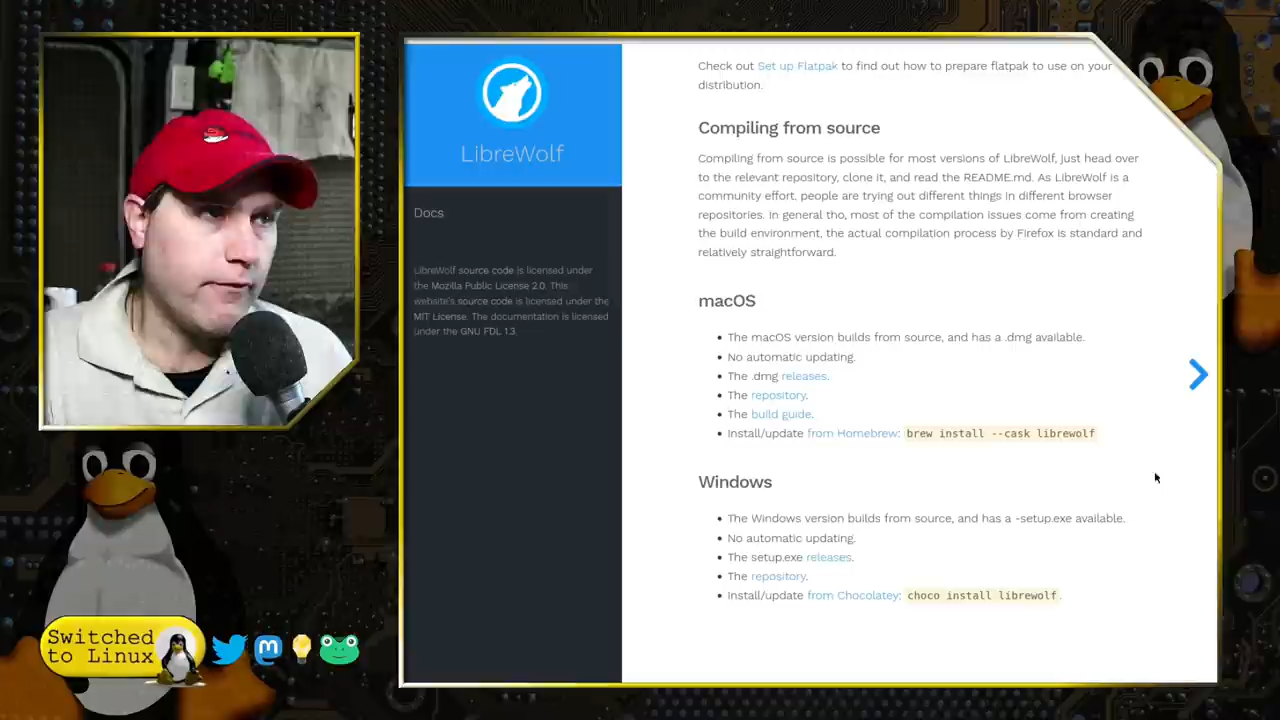 LibreWolf
Docs
LibreWolf source code is licensed under
the Mozilla Public License 2.0. This
website's source code is licensed under the
MIT License. The documentation is licensed
under the GNU FDL 1.3.
Check out Set up Flatpak to find out how to prepare flatpak to use on your
distribution.
Compiling from source
Compiling from source is possible for most versions of LibreWolf, just head over
to the relevant repository, clone it, and read the README.md. As LibreWolf is a
community effort, people are trying out different things in different browser
repositories. In general tho, most of the compilation issues come from creating
the build environment, the actual compilation process by Firefox is standard and
relatively straightforward.
macOS
The macOS version builds from source, and has a .dmg available.
No automatic updating.
The .dmg releases.
The repository.
The build guide.
Install/update from Homebrew: brew install --cask librewolf
Windows
The Windows version builds from source, and has a -setup.exe available.
No automatic updating.
The setup.exe releases.
The repository.
Install/update from Chocolatey: choco install librewolf.
Switched
to Linux